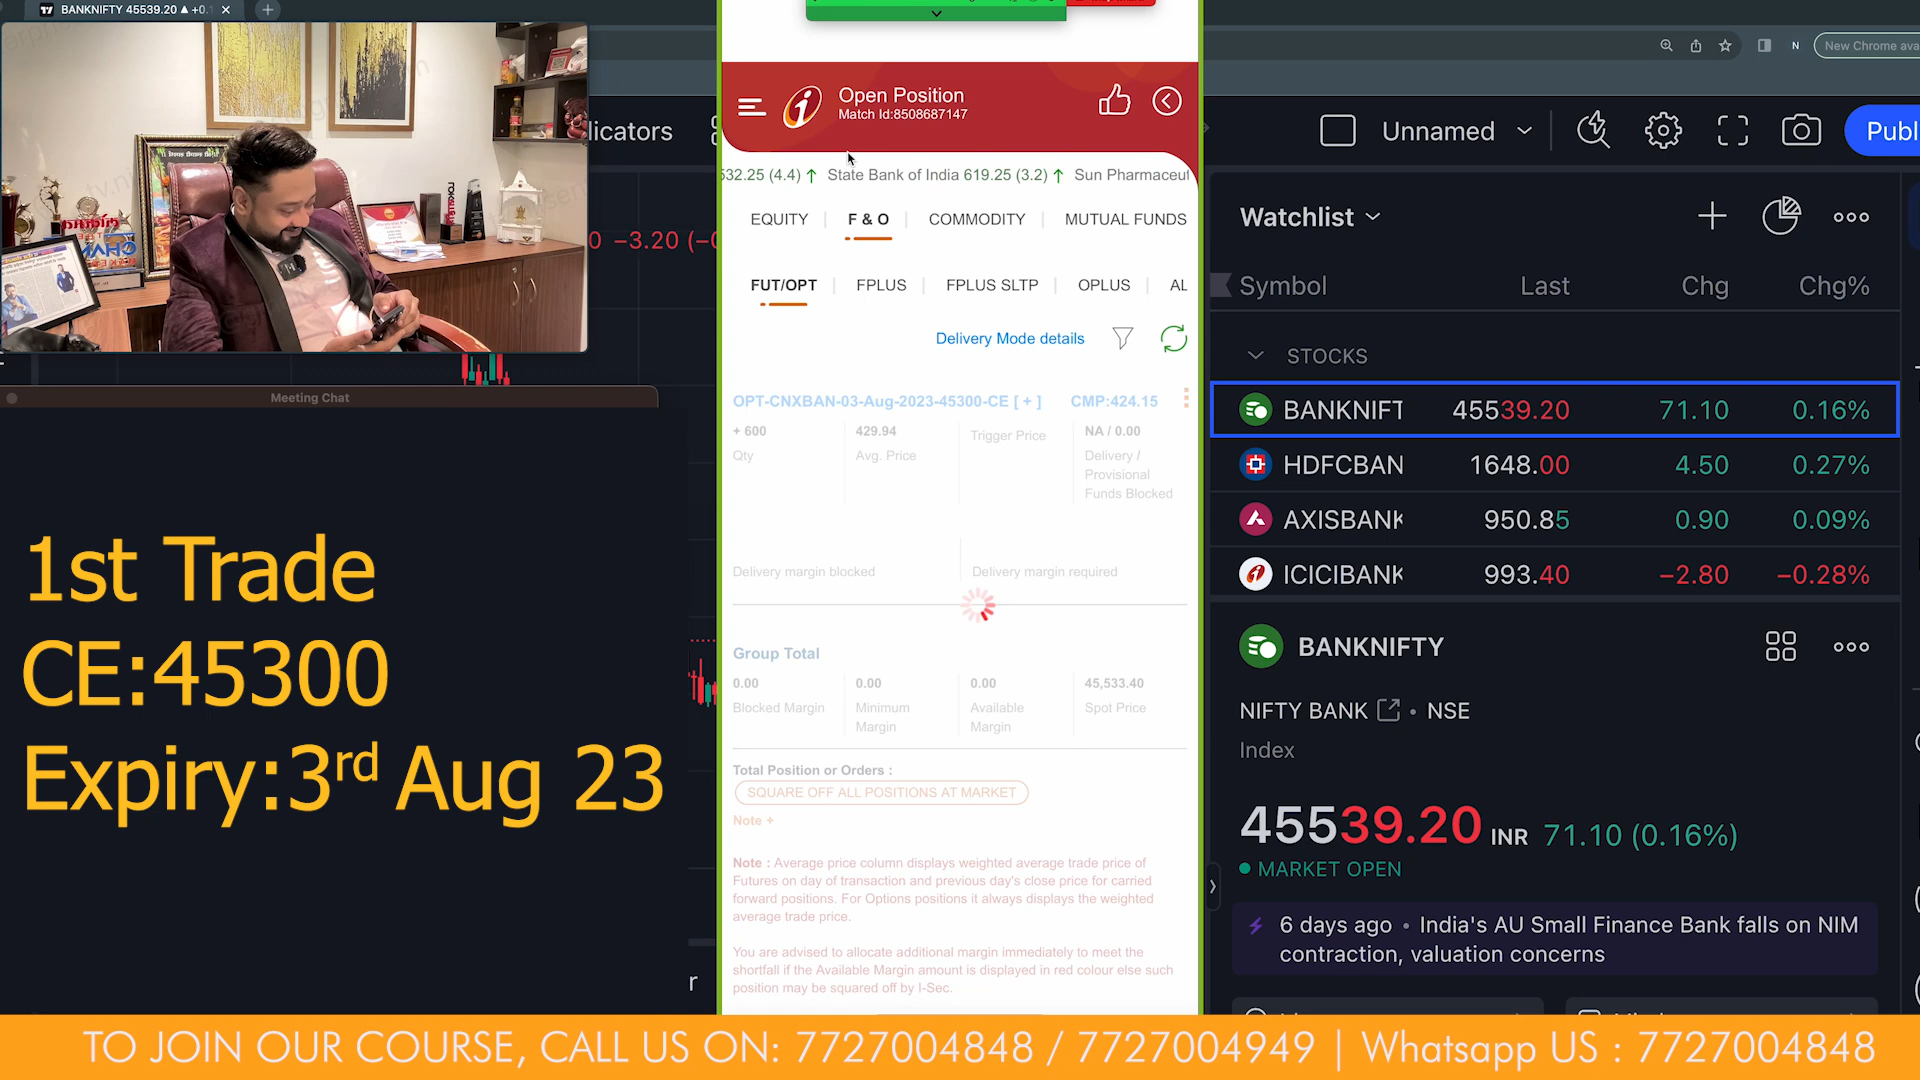 BANKNIFTY 45539.20 ▲ +0.
New Chrome ava
licators
Unnamed
Publ
Open Position
Match Id:8508687147
532.25 (4.4) ↑ State Bank of India 619.25 (3.2) ↑ Sun Pharmaceut
EQUITY F & O COMMODITY MUTUAL FUNDS
FUT/OPT FPLUS FPLUS SLTP OPLUS AL
Delivery Mode details
OPT-CNXBAN-03-Aug-2023-45300-CE [ + ] CMP:424.15
+ 600 429.94 Trigger Price NA / 0.00
Qty Avg. Price Delivery /
Provisional
Funds Blocked
Delivery margin blocked Delivery margin required
Group Total
0.00 0.00 0.00 45,533.40
Blocked Margin Minimum Available Spot Price
Margin Margin
Total Position or Orders :
SQUARE OFF ALL POSITIONS AT MARKET
Note +
Note : Average price column displays weighted average trade price of
Futures on day of transaction and previous day's close price for carried
forward positions. For Options positions it always displays the weighted
average trade price.
You are advised to allocate additional margin immediately to meet the
shortfall if the Available Margin amount is displayed in red colour else such
position may be squared off by I-Sec.
0 −3.20 (−0
Meeting Chat
1st Trade
CE:45300
Expiry:3rd Aug 23
r
Watchlist
Symbol Last Chg Chg%
STOCKS
BANKNIFT 45539.20 71.10 0.16%
HDFCBAN 1648.00 4.50 0.27%
AXISBANK 950.85 0.90 0.09%
ICICIBANK 993.40 −2.80 −0.28%
BANKNIFTY
NIFTY BANK • NSE
Index
45539.20 INR 71.10 (0.16%)
MARKET OPEN
6 days ago • India's AU Small Finance Bank falls on NIM
contraction, valuation concerns
TO JOIN OUR COURSE, CALL US ON: 7727004848 / 7727004949 | Whatsapp US : 7727004848